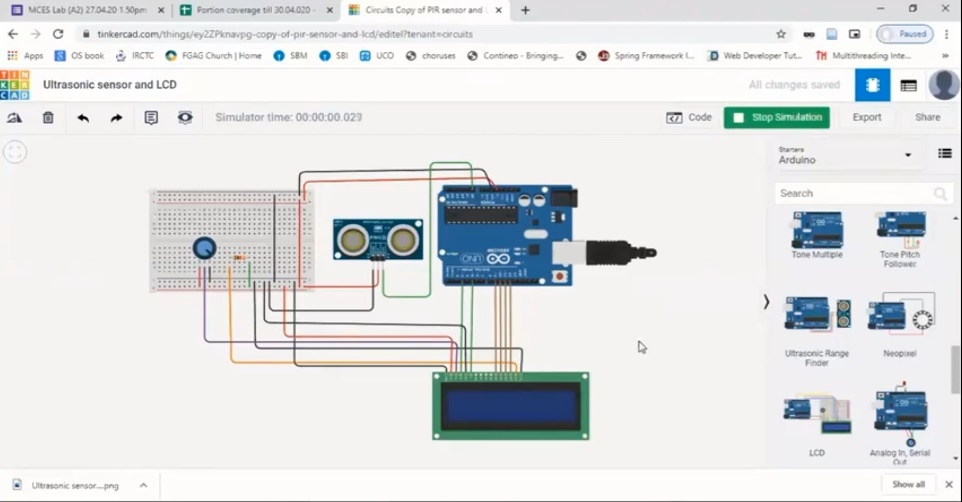 MCES Lab (A2) 27.04.20 1.50pm
Portion coverage till 30.04.020 -
Circuits Copy of PIR sensor and L
tinkercad.com/things/ey2ZPknavpg-copy-of-pir-sensor-and-lcd/editel?tenant=circuits
Paused
Apps
OS book
IRCTC
FGAG Church | Home
SBM
SBI
UCO
choruses
Contineo - Bringing...
Spring Framework I...
Web Developer Tut...
Multithreading Inte...
TIN
KER
CAD
Ultrasonic sensor and LCD
All changes saved
Simulator time: 00:00:00.029
Code
Stop Simulation
Export
Share
Starters
Arduino
Search
Tone Multiple
Tone Pitch
Follower
Ultrasonic Range
Finder
Neopixel
LCD
Analog In, Serial
Out
UNO
Ultrasonic sensor....png
Show all